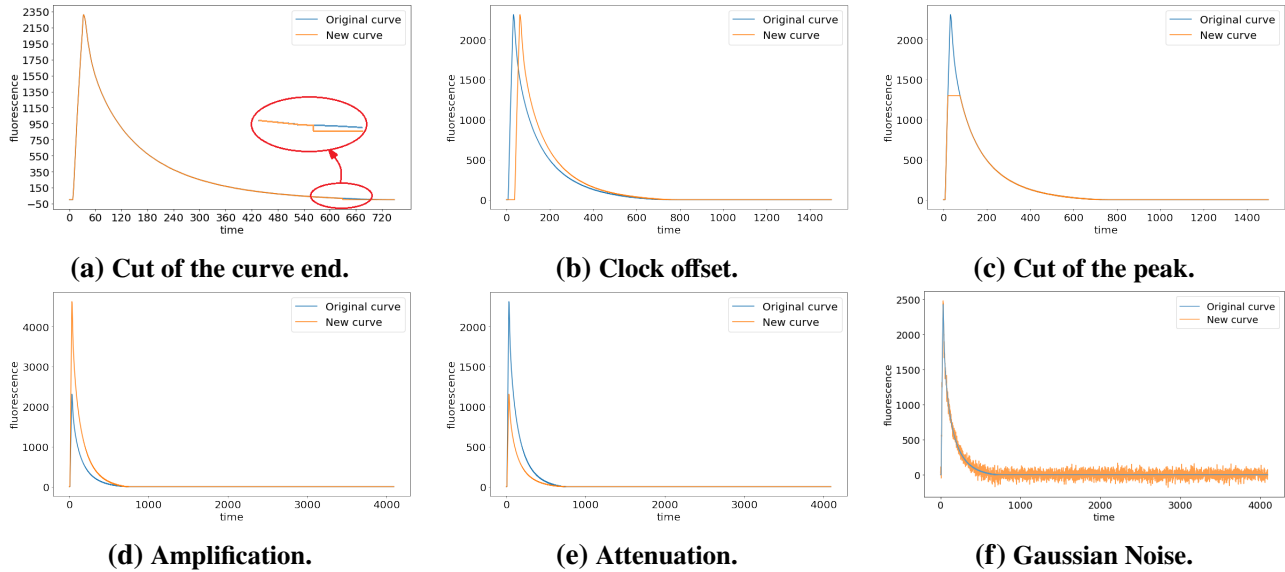 2350
2150
1950
1750
1550
1350
1150
950
750
550
350
150
−50
fluorescence
Original curve
New curve
0 60 120 180 240 300 360 420 480 540 600 660 720
time
(a) Cut of the curve end.
2000
1500
1000
500
0
fluorescence
Original curve
New curve
0 200 400 600 800 1000 1200 1400
time
(b) Clock offset.
2000
1500
1000
500
0
fluorescence
Original curve
New curve
0 200 400 600 800 1000 1200 1400
time
(c) Cut of the peak.
4000
3000
2000
1000
0
fluorescence
Original curve
New curve
0 1000 2000 3000 4000
time
(d) Amplification.
2000
1500
1000
500
0
fluorescence
Original curve
New curve
0 1000 2000 3000 4000
time
(e) Attenuation.
2500
2000
1500
1000
500
0
fluorescence
Original curve
New curve
0 1000 2000 3000 4000
time
(f) Gaussian Noise.